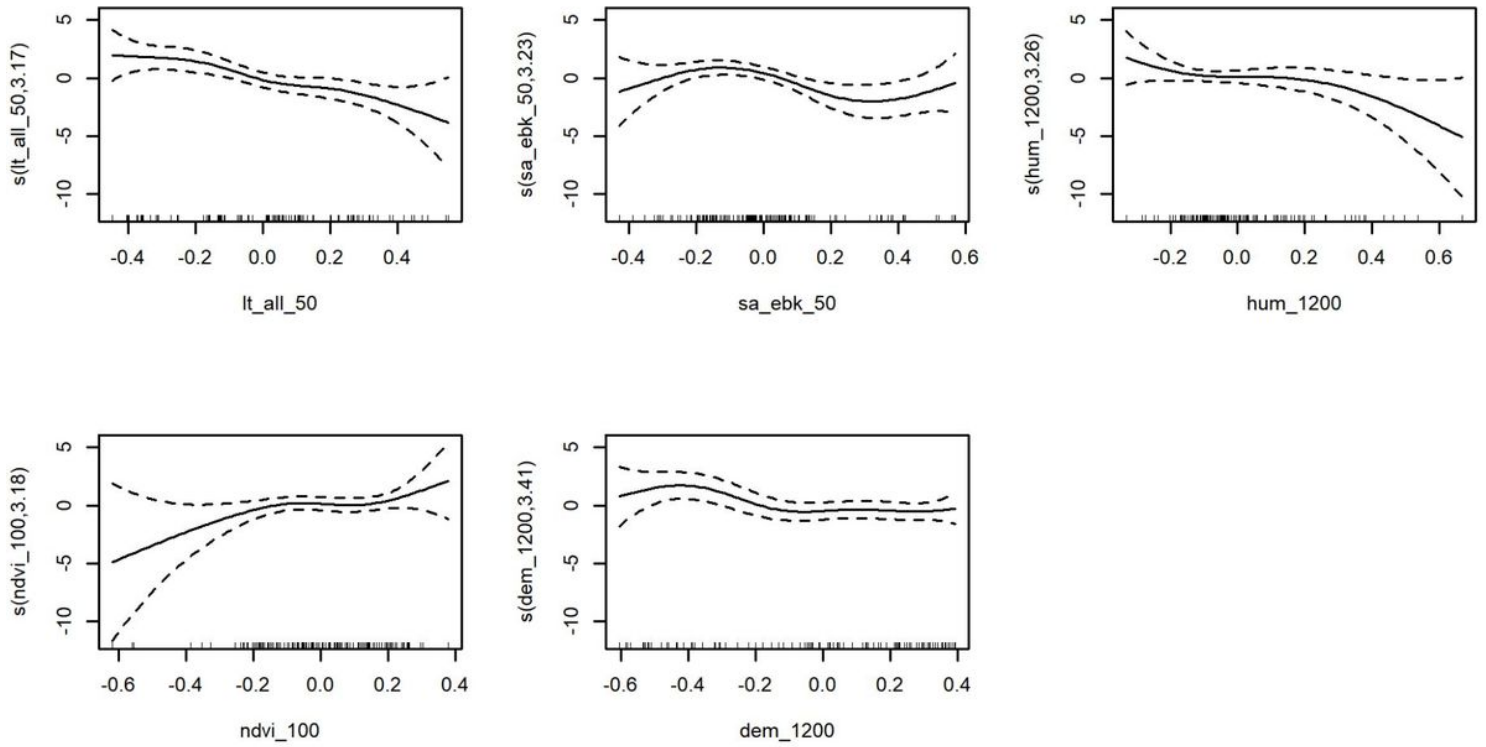 s(lt_all_50,3.17)
5
0
-5
-10
-0.4 -0.2 0.0 0.2 0.4
lt_all_50
s(sa_ebk_50,3.23)
5
0
-5
-10
-0.4 -0.2 0.0 0.2 0.4 0.6
sa_ebk_50
s(hum_1200,3.26)
5
0
-5
-10
-0.2 0.0 0.2 0.4 0.6
hum_1200
s(ndvi_100,3.18)
5
0
-5
-10
-0.6 -0.4 -0.2 0.0 0.2 0.4
ndvi_100
s(dem_1200,3.41)
5
0
-5
-10
-0.6 -0.4 -0.2 0.0 0.2 0.4
dem_1200